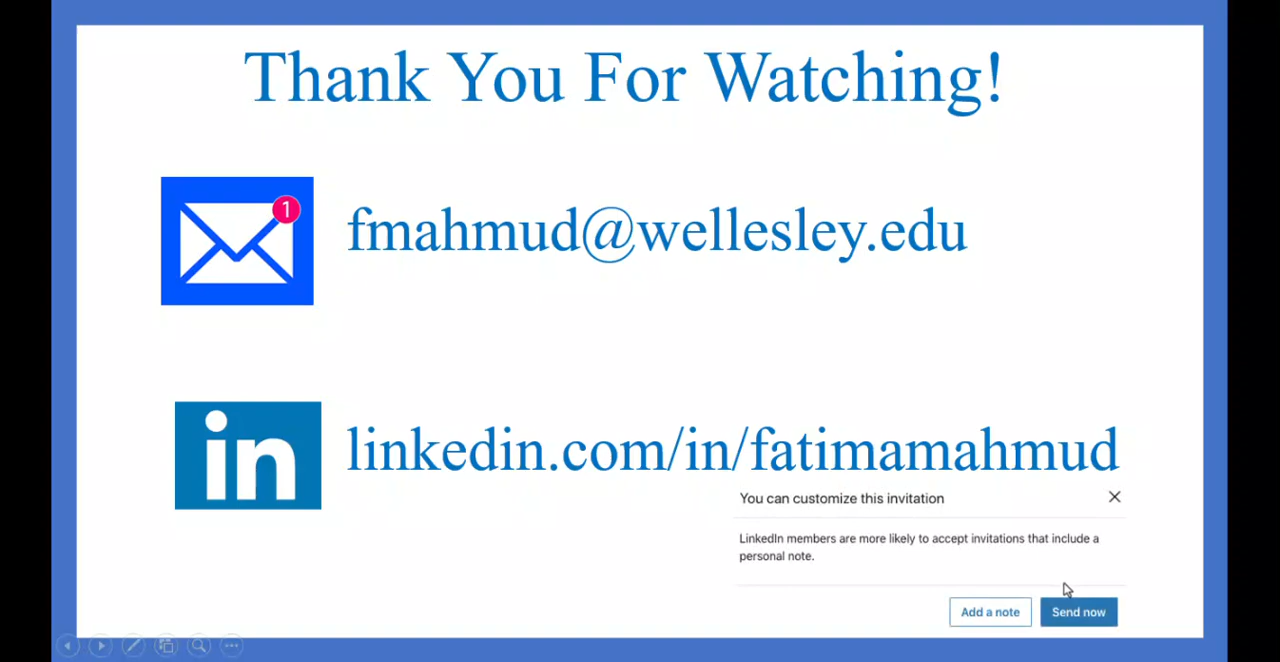 Thank You For Watching!
1
fmahmud@wellesley.edu
in
linkedin.com/in/fatimamahmud
You can customize this invitation
LinkedIn members are more likely to accept invitations that include a
personal note.
Add a note
Send now